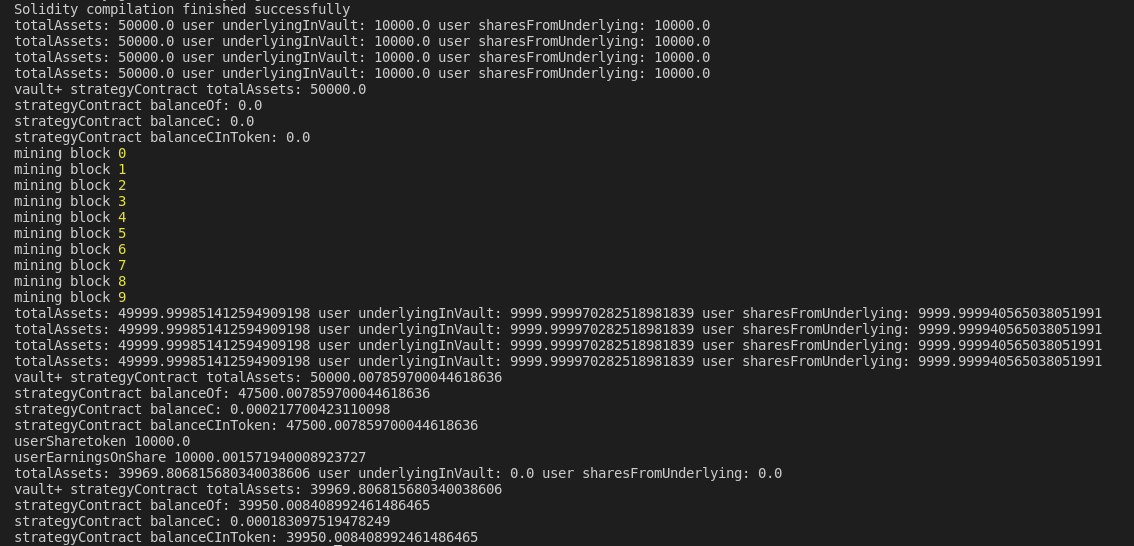 Solidity compilation finished successfully
totalAssets: 50000.0 user underlyingInVault: 10000.0 user sharesFromUnderlying: 10000.0
totalAssets: 50000.0 user underlyingInVault: 10000.0 user sharesFromUnderlying: 10000.0
totalAssets: 50000.0 user underlyingInVault: 10000.0 user sharesFromUnderlying: 10000.0
totalAssets: 50000.0 user underlyingInVault: 10000.0 user sharesFromUnderlying: 10000.0
vault+ strategyContract totalAssets: 50000.0
strategyContract balanceOf: 0.0
strategyContract balanceC: 0.0
strategyContract balanceCInToken: 0.0
mining block 0
mining block 1
mining block 2
mining block 3
mining block 4
mining block 5
mining block 6
mining block 7
mining block 8
mining block 9
totalAssets: 49999.999851412594909198 user underlyingInVault: 9999.999970282518981839 user sharesFromUnderlying: 9999.999940565038051991
totalAssets: 49999.999851412594909198 user underlyingInVault: 9999.999970282518981839 user sharesFromUnderlying: 9999.999940565038051991
totalAssets: 49999.999851412594909198 user underlyingInVault: 9999.999970282518981839 user sharesFromUnderlying: 9999.999940565038051991
totalAssets: 49999.999851412594909198 user underlyingInVault: 9999.999970282518981839 user sharesFromUnderlying: 9999.999940565038051991
vault+ strategyContract totalAssets: 50000.007859700044618636
strategyContract balanceOf: 47500.007859700044618636
strategyContract balanceC: 0.000217700423110098
strategyContract balanceCInToken: 47500.007859700044618636
userSharetoken 10000.0
userEarningsOnShare 10000.001571940008923727
totalAssets: 39969.806815680340038606 user underlyingInVault: 0.0 user sharesFromUnderlying: 0.0
vault+ strategyContract totalAssets: 39969.806815680340038606
strategyContract balanceOf: 39950.008408992461486465
strategyContract balanceC: 0.000183097519478249
strategyContract balanceCInToken: 39950.008408992461486465